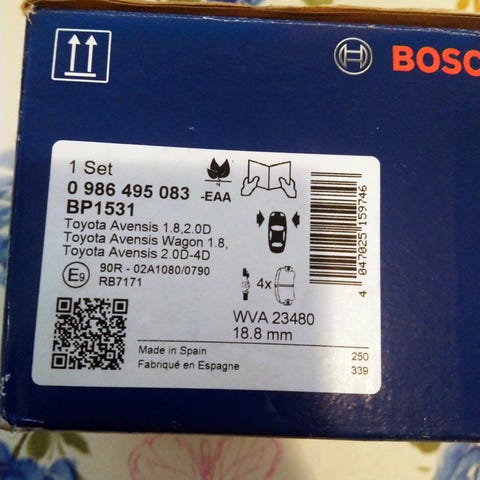 BOSC
1 Set
0 986 495 083
-EAA
BP1531
Toyota Avensis 1.8,2.0D
Toyota Avensis Wagon 1.8,
Toyota Avensis 2.0D-4D
E9
90R - 02A1080/0790
RB7171
4x
WVA 23480
18.8 mm
4 047025 159746
Made in Spain
Fabriqué en Espagne
250
339